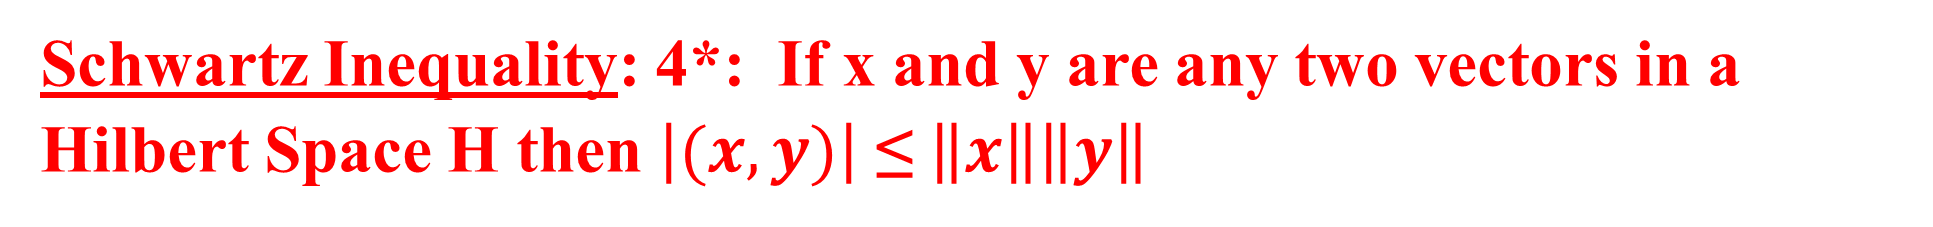 Schwartz Inequality: 4*:  If x and y are any two vectors in a
Hilbert Space H then |(x, y)| ≤ ‖x‖‖y‖